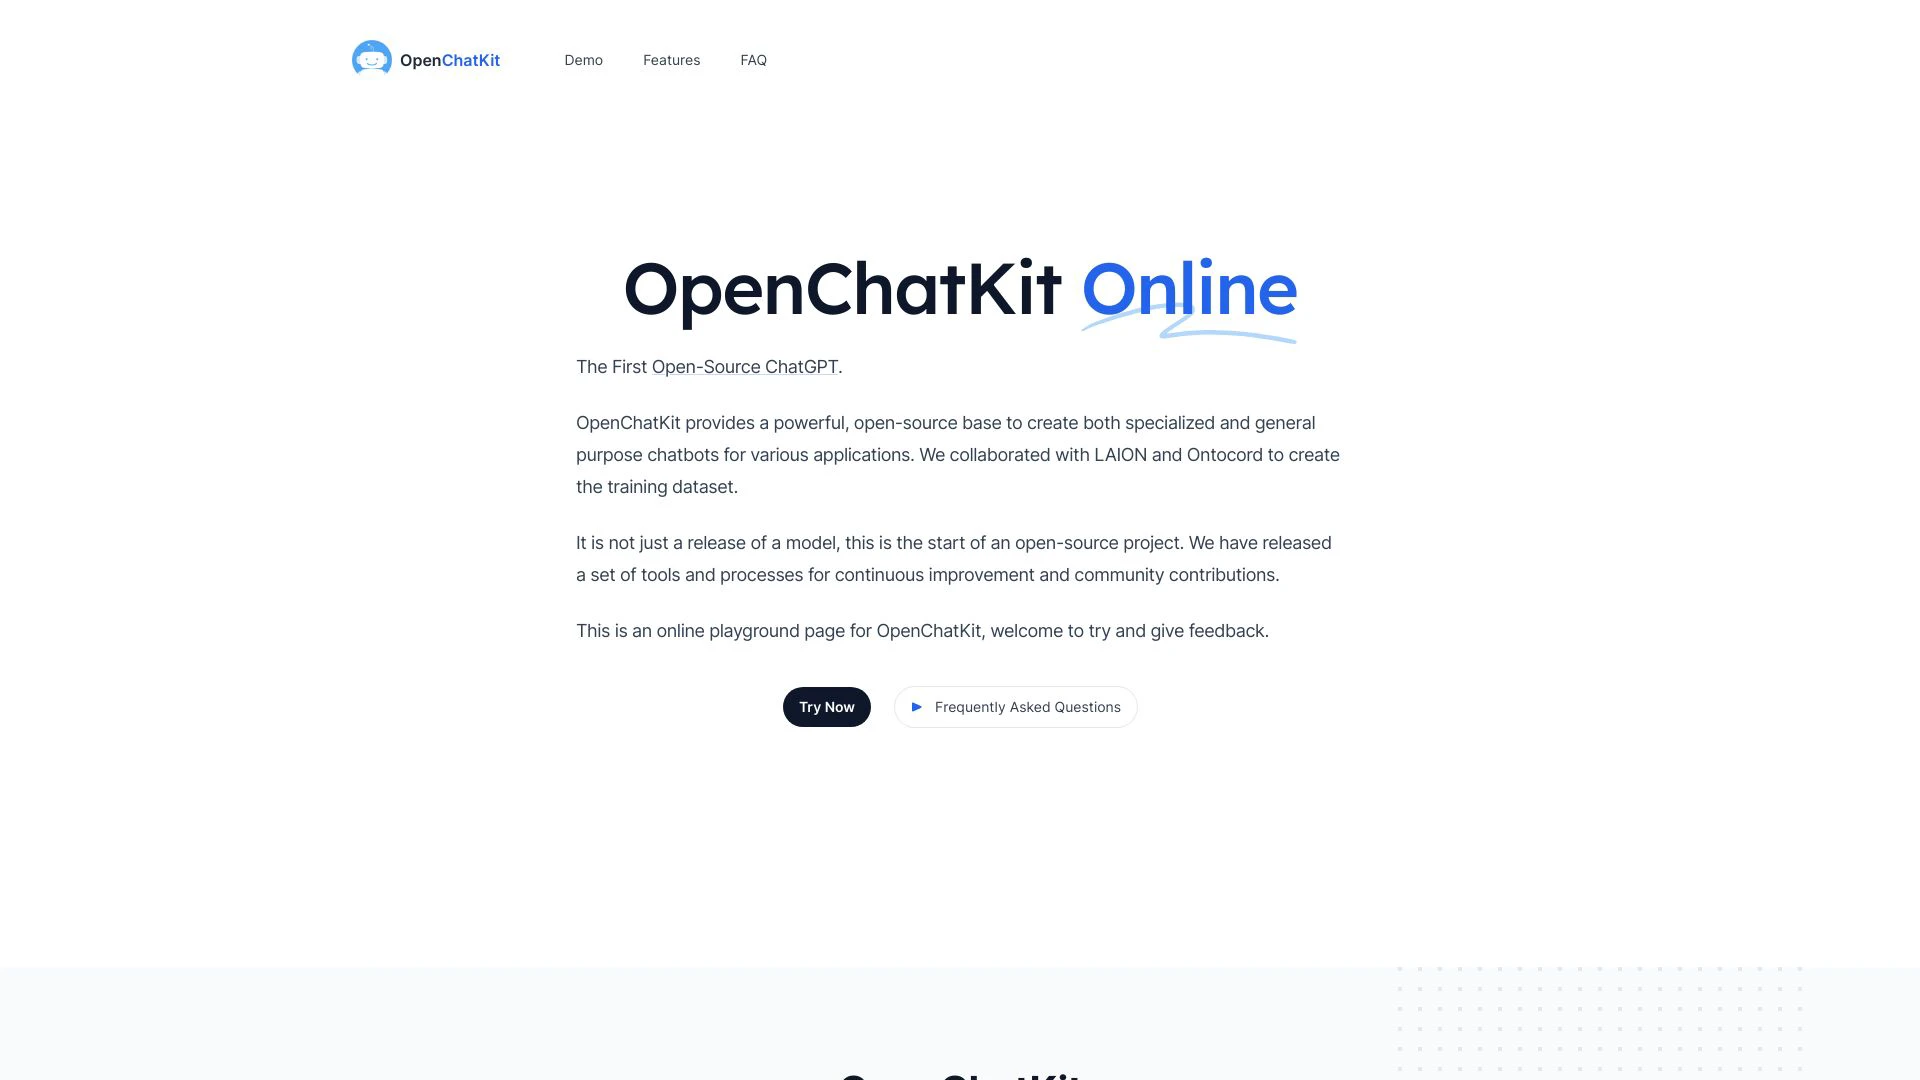 OpenChatKit
Demo
Features
FAQ
OpenChatKit Online
The First Open-Source ChatGPT.
OpenChatKit provides a powerful, open-source base to create both specialized and general
purpose chatbots for various applications. We collaborated with LAION and Ontocord to create
the training dataset.
It is not just a release of a model, this is the start of an open-source project. We have released
a set of tools and processes for continuous improvement and community contributions.
This is an online playground page for OpenChatKit, welcome to try and give feedback.
Try Now
Frequently Asked Questions
OpenChatKit